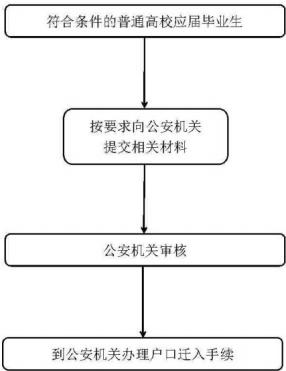 符合条件的普通高校应届毕业生
按要求向公安机关
提交相关材料
公安机关审核
到公安机关办理户口迁入手续